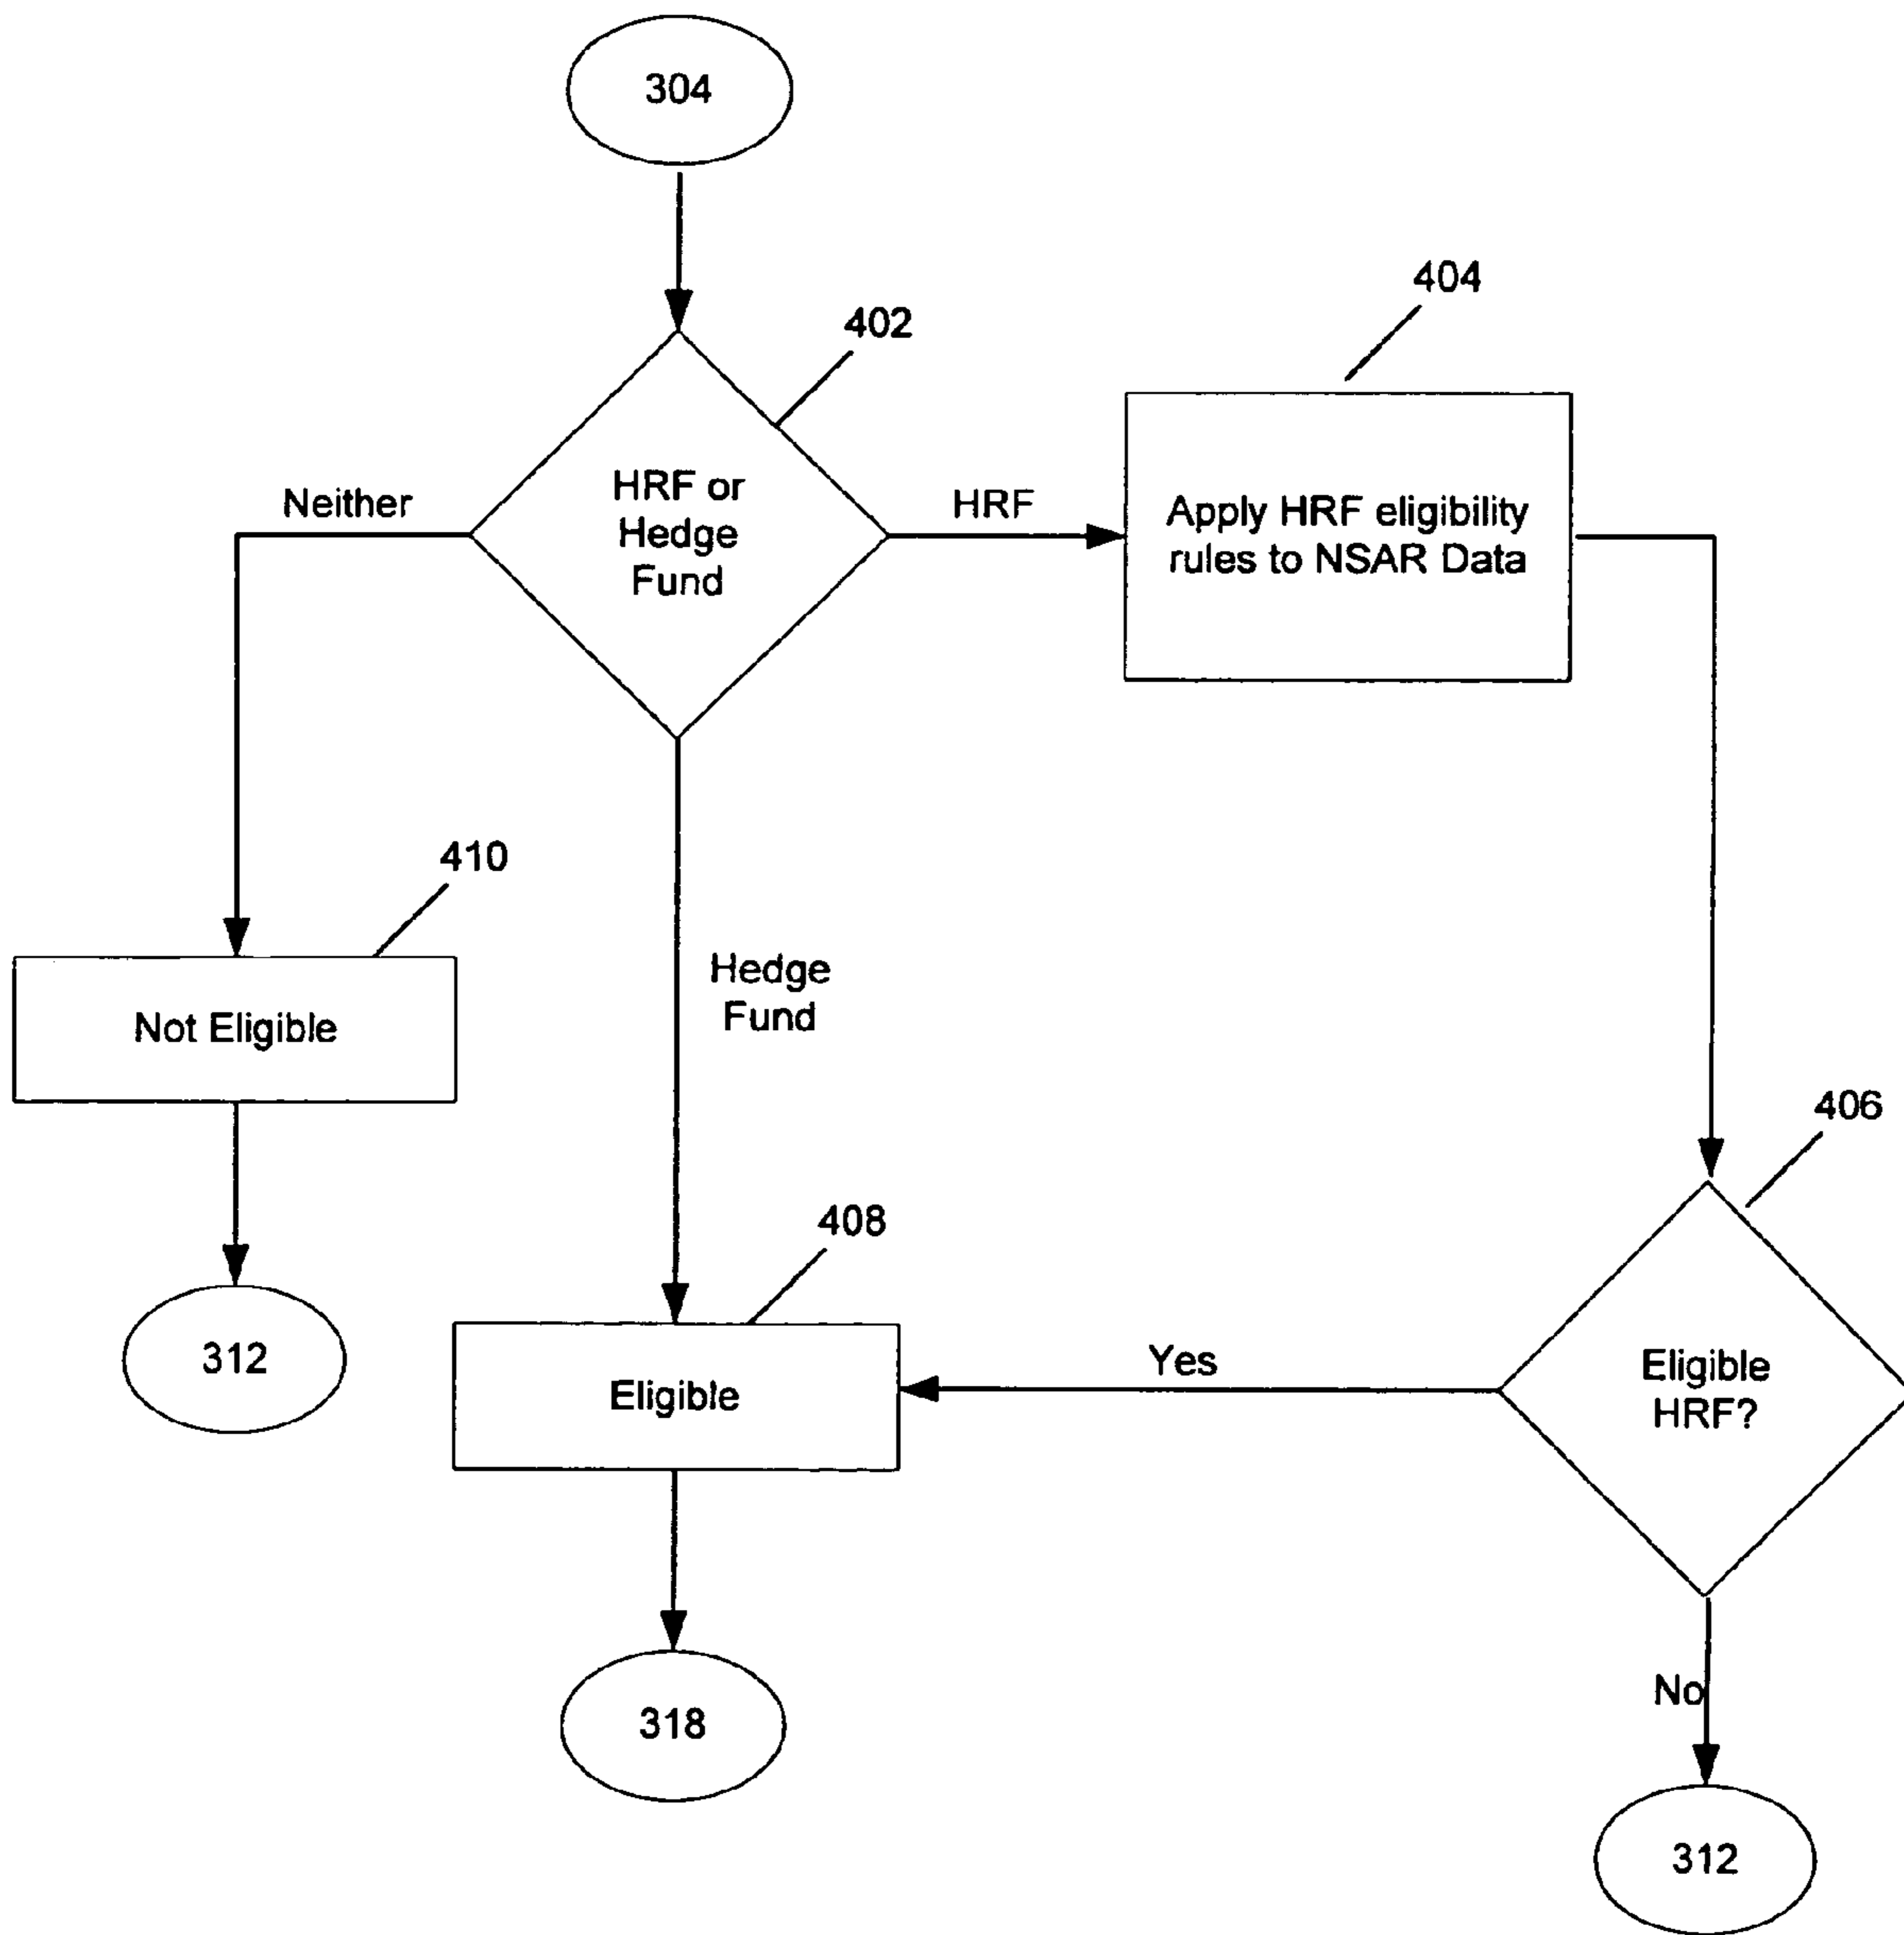 304
402
404
HRF or
Hedge
Fund
Neither
HRF
Apply HRF eligibility
rules to NSAR Data
410
Hedge
Fund
Not Eligible
406
408
312
Eligible
Yes
Eligible
HRF?
No
318
312